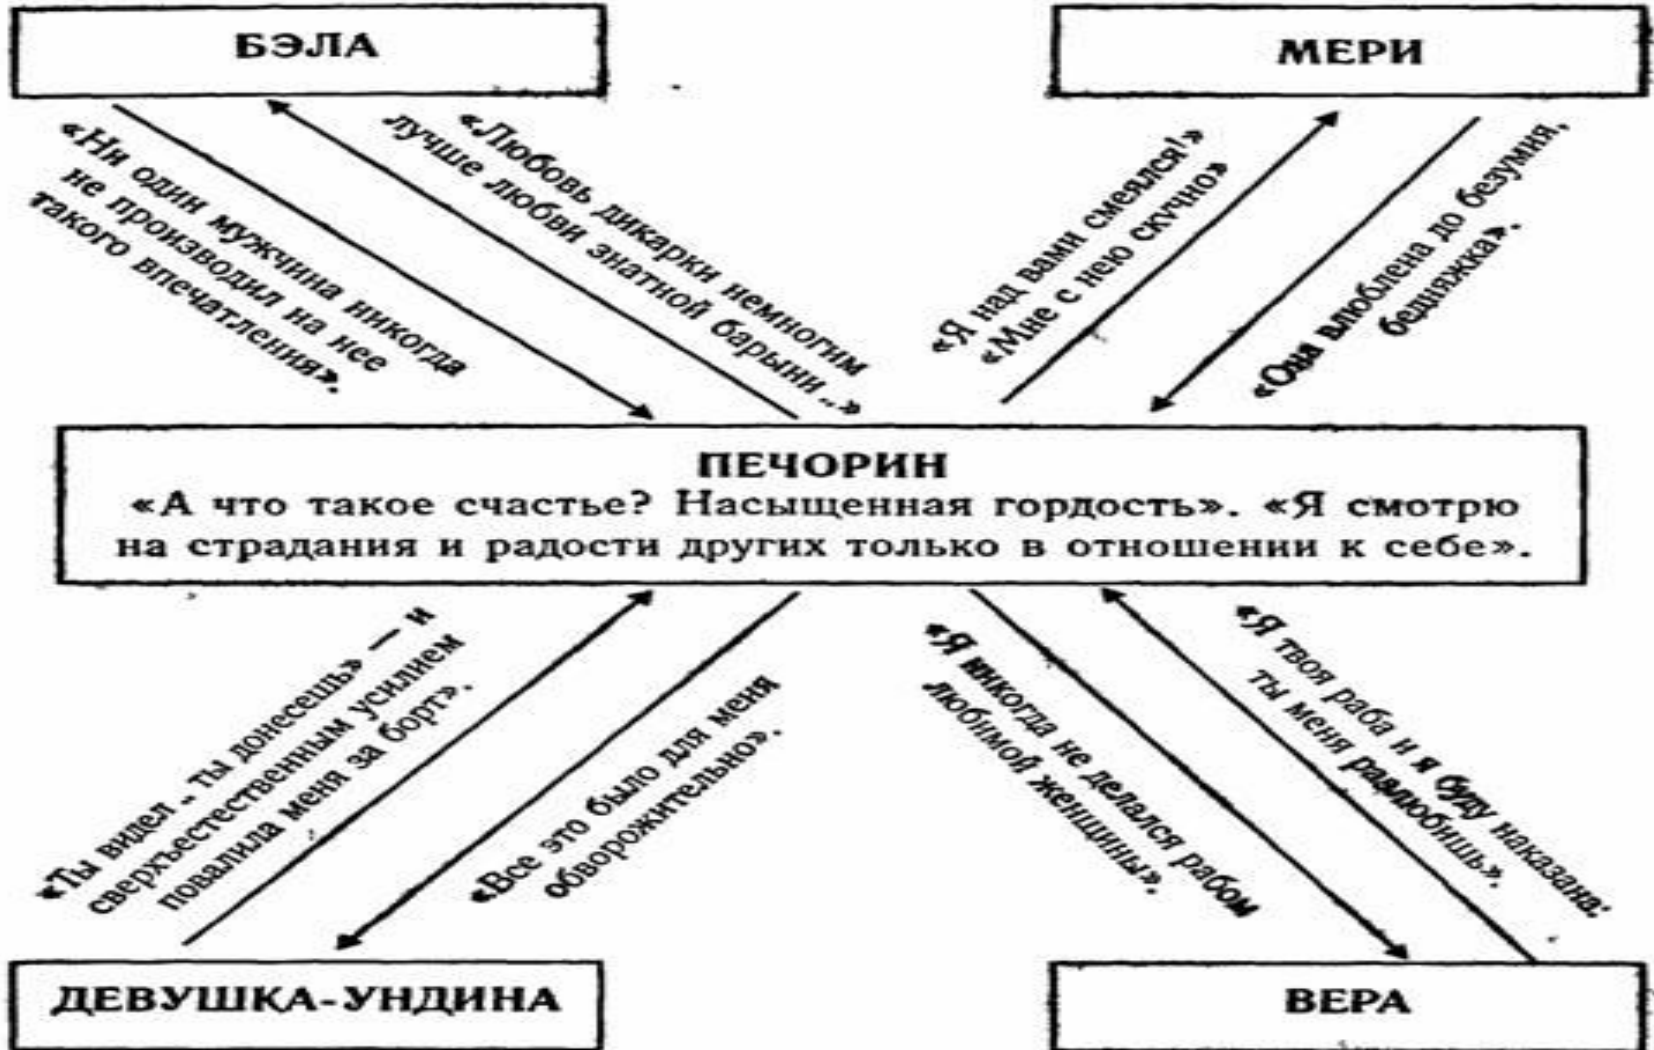 БЭЛА
МЕРИ
«Ни один мужчина никогда
не производил на нее
такого впечатления».
«Любовь дикарки немногим
лучше любви знатной барыни..»
«Я над вами смеялся!»
«Мне с нею скучно»
«Она влюблена до безумия,
бедняжка».
ПЕЧОРИН
«А что такое счастье? Насыщенная гордость». «Я смотрю
на страдания и радости других только в отношении к себе».
«Ты видел .. ты донесешь» — и
сверхъестественным усилием
повалила меня за борт».
«Все это было для меня
обворожительно».
«Я никогда не делался рабом
любимой женщины».
«Я твоя раба и я буду наказана:
ты меня разлюбишь».
ДЕВУШКА-УНДИНА
ВЕРА